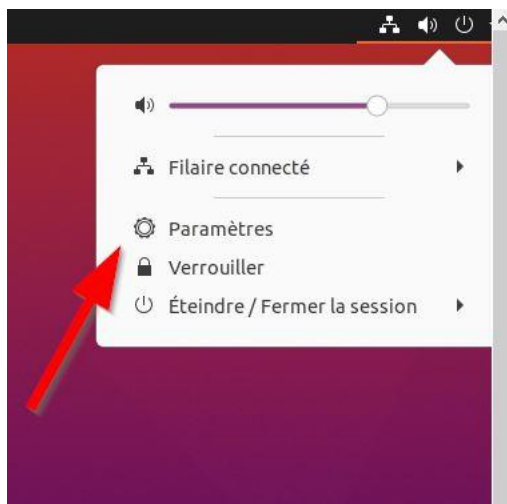 Filaire connecté
Paramètres
Verrouiller
Éteindre / Fermer la session